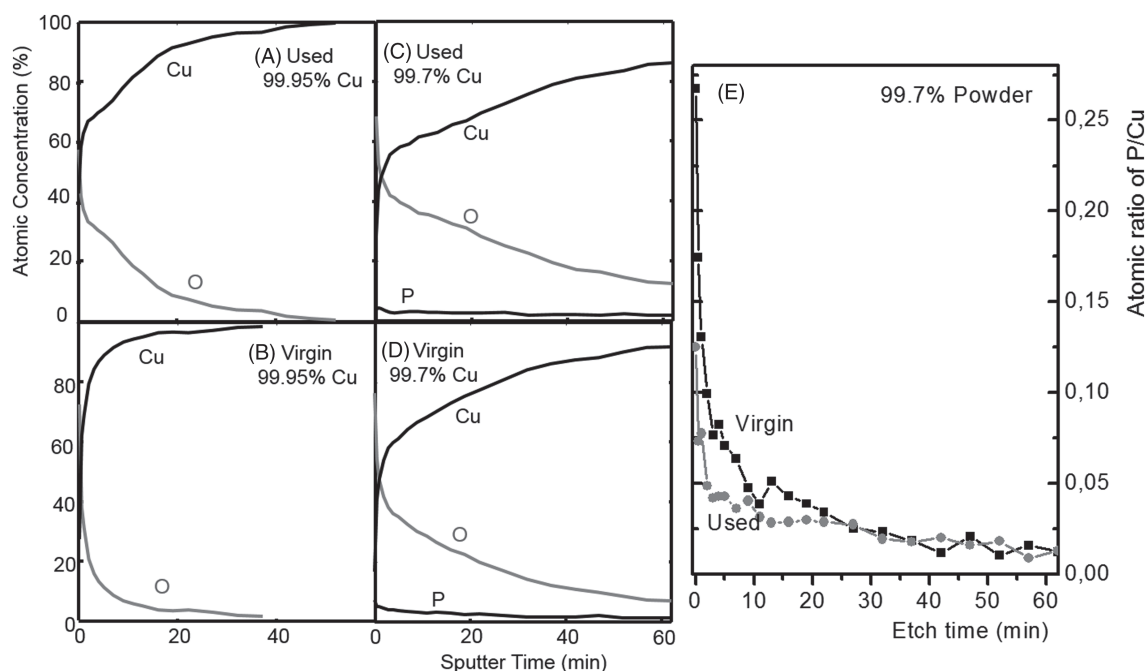 Atomic Concentration (%)
100
80
60
40
20
0
(A) Used
99.95% Cu
Cu
O
(C) Used
99.7% Cu
Cu
O
P
80
60
40
20
0
(B) Virgin
99.95% Cu
Cu
O
(D) Virgin
99.7% Cu
Cu
O
P
0 20 40 0 20 40 60
Sputter Time (min)
(E)
99.7% Powder
Virgin
Used
0,25
0,20
0,15
0,10
0,05
0,00
Atomic ratio of P/Cu
0 10 20 30 40 50 60
Etch time (min)